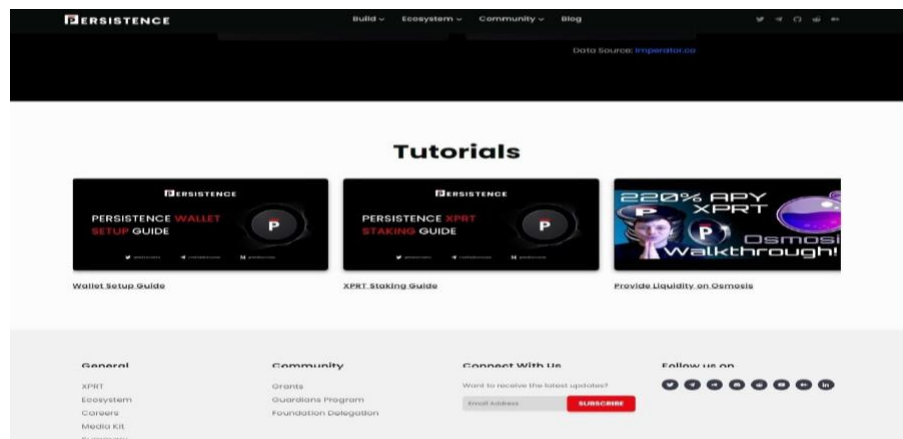 PERSISTENCE
Build Ecosystem Community Blog
Data Source: Imperator.co
Tutorials
PERSISTENCE
PERSISTENCE WALLET
SETUP GUIDE
PERSISTENCE
PERSISTENCE XPRT
STAKING GUIDE
220% APY
XPRT
Osmosi
Walkthrough!
Wallet Setup Guide
XPRT Staking Guide
Provide Liquidity on Osmosis
General
XPRT
Ecosystem
Careers
Media Kit
Community
Grants
Guardians Program
Foundation Delegation
Connect With Us
Want to receive the latest updates?
Email Address
SUBSCRIBE
Follow us on